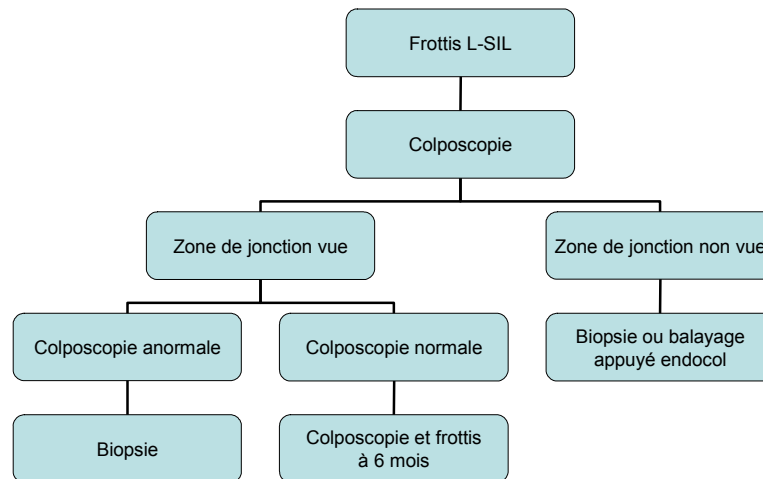 Frottis L-SIL
Colposcopie
Zone de jonction vue
Zone de jonction non vue
Colposcopie anormale
Colposcopie normale
Biopsie ou balayage
appuyé endocol
Biopsie
Colposcopie et frottis
à 6 mois